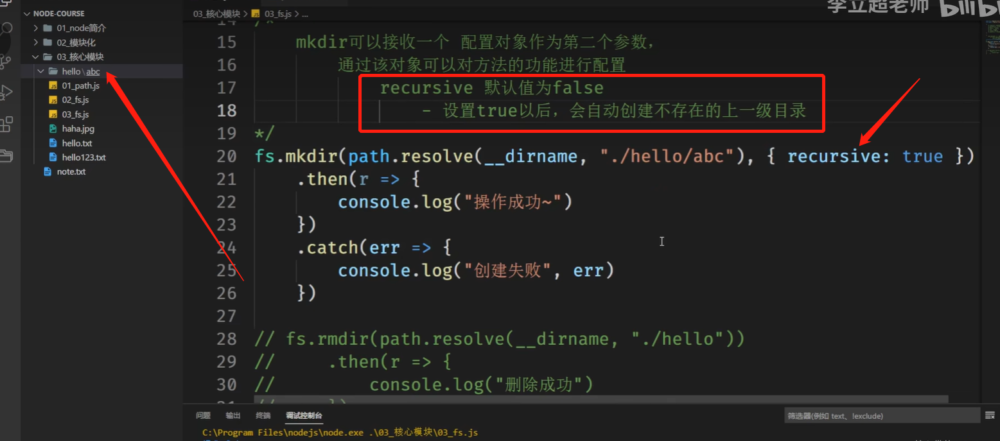 NODE-COURSE
01_node简介
02_模块化
03_核心模块
hello\abc
01_path.js
02_fs.js
03_fs.js
haha.jpg
hello.txt
hello123.txt
note.txt
李立超老师 bilibi
03_核心模块 > JS 03_fs.js > ...
14 /*
15 mkdir可以接收一个 配置对象作为第二个参数，
16 通过该对象可以对方法的功能进行配置
17 recursive 默认值为false
18 - 设置true以后，会自动创建不存在的上一级目录
19 */
20 fs.mkdir(path.resolve(__dirname, "./hello/abc"), { recursive: true })
21 .then(r => {
22 console.log("操作成功~")
23 })
24 .catch(err => {
25 console.log("创建失败", err)
26 })
27
28 // fs.rmdir(path.resolve(__dirname, "./hello"))
29 // .then(r => {
30 // console.log("删除成功")
问题 输出 终端 调试控制台
筛选器(例如 text、!exclude)
C:\Program Files\nodejs\node.exe .\03_核心模块\03_fs.js